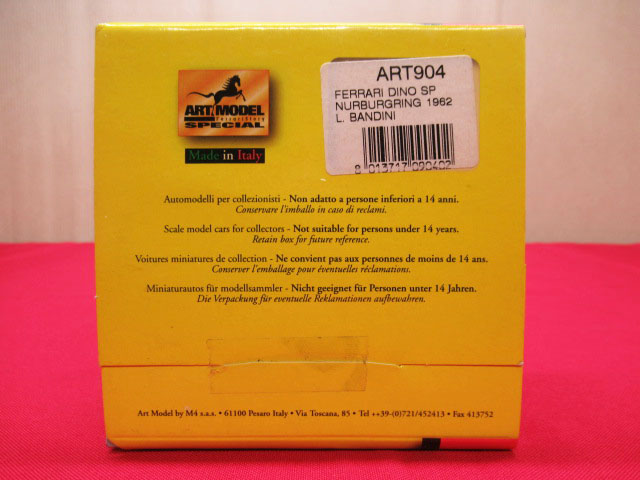 ART904
FERRARI DINO SP
NURBURGRING 1962
L. BANDINI
8 013717 090402
ART MODEL
SPECIAL
Made in Italy
Automodelli per collezionisti - Non adatto a persone inferiori a 14 anni.
Conservare l'imballo in caso di reclami.
Scale model cars for collectors - Not suitable for persons under 14 years.
Retain box for future reference.
Voitures miniatures de collection - Ne convient pas aux personnes de moins de 14 ans.
Conserver l'emballage pour éventuelles réclamations.
Miniaturautos für modellsammler - Nicht geeignet für Personen unter 14 Jahren.
Die Verpackung für eventuelle Reklamationen aufbewahren.
Art Model by M4 s.a.s. • 61100 Pesaro Italy • Via Toscana, 85 • Tel ++39-(0)721/452413 • Fax 413752